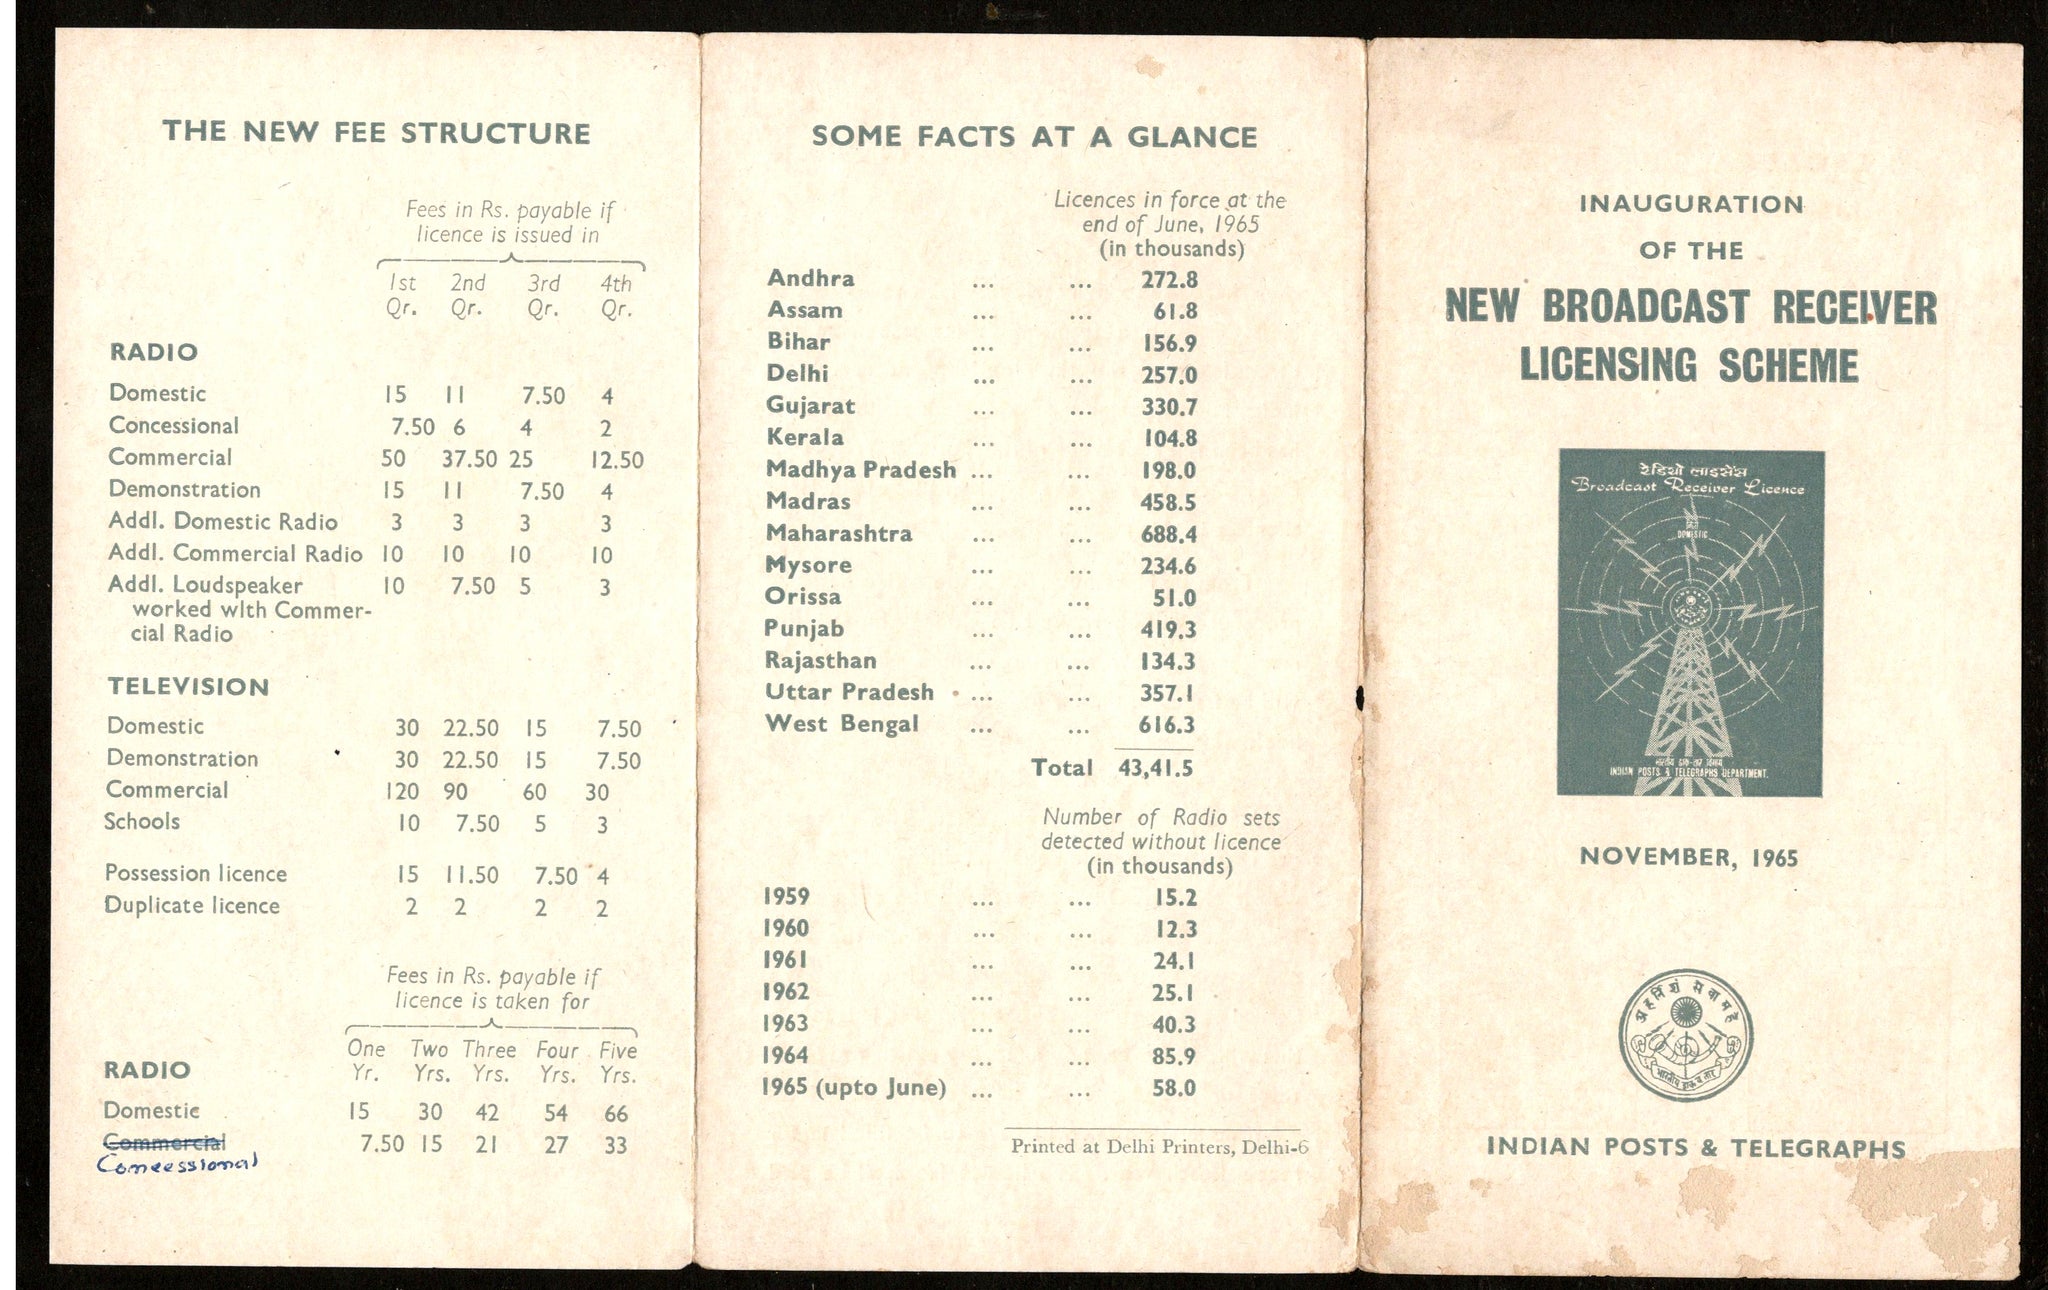 THE NEW FEE STRUCTURE
Fees in Rs. payable if
licence is issued in
1st 2nd 3rd 4th
Qr. Qr. Qr. Qr.
RADIO
Domestic 15 11 7.50 4
Concessional 7.50 6 4 2
Commercial 50 37.50 25 12.50
Demonstration 15 11 7.50 4
Addl. Domestic Radio 3 3 3 3
Addl. Commercial Radio 10 10 10 10
Addl. Loudspeaker 10 7.50 5 3
worked wlth Commer-
cial Radio
TELEVISION
Domestic 30 22.50 15 7.50
Demonstration 30 22.50 15 7.50
Commercial 120 90 60 30
Schools 10 7.50 5 3
Possession licence 15 11.50 7.50 4
Duplicate licence 2 2 2 2
Fees in Rs. payable if
licence is taken for
One Two Three Four Five
RADIO Yr. Yrs. Yrs. Yrs. Yrs.
Domestic 15 30 42 54 66
Commercial 7.50 15 21 27 33
Concessional
SOME FACTS AT A GLANCE
Licences in force at the
end of June, 1965
(in thousands)
Andhra ... ... 272.8
Assam ... ... 61.8
Bihar ... ... 156.9
Delhi ... ... 257.0
Gujarat ... ... 330.7
Kerala ... ... 104.8
Madhya Pradesh ... ... 198.0
Madras ... ... 458.5
Maharashtra ... ... 688.4
Mysore ... ... 234.6
Orissa ... ... 51.0
Punjab ... ... 419.3
Rajasthan ... ... 134.3
Uttar Pradesh ... ... 357.1
West Bengal ... ... 616.3
Total 43,41.5
Number of Radio sets
detected without licence
(in thousands)
1959 ... ... 15.2
1960 ... ... 12.3
1961 ... ... 24.1
1962 ... ... 25.1
1963 ... ... 40.3
1964 ... ... 85.9
1965 (upto June) ... ... 58.0
Printed at Delhi Printers, Delhi-6
INAUGURATION
OF THE
NEW BROADCAST RECEIVER
LICENSING SCHEME
रेडियो लाइसेंस
Broadcast Receiver Licence
DOMESTIC
भारतीय डाक-तार विभाग
INDIAN POSTS & TELEGRAPHS DEPARTMENT.
NOVEMBER, 1965
अहर्निशं सेवामहे
भारतीय डाक व तार
INDIAN POSTS & TELEGRAPHS